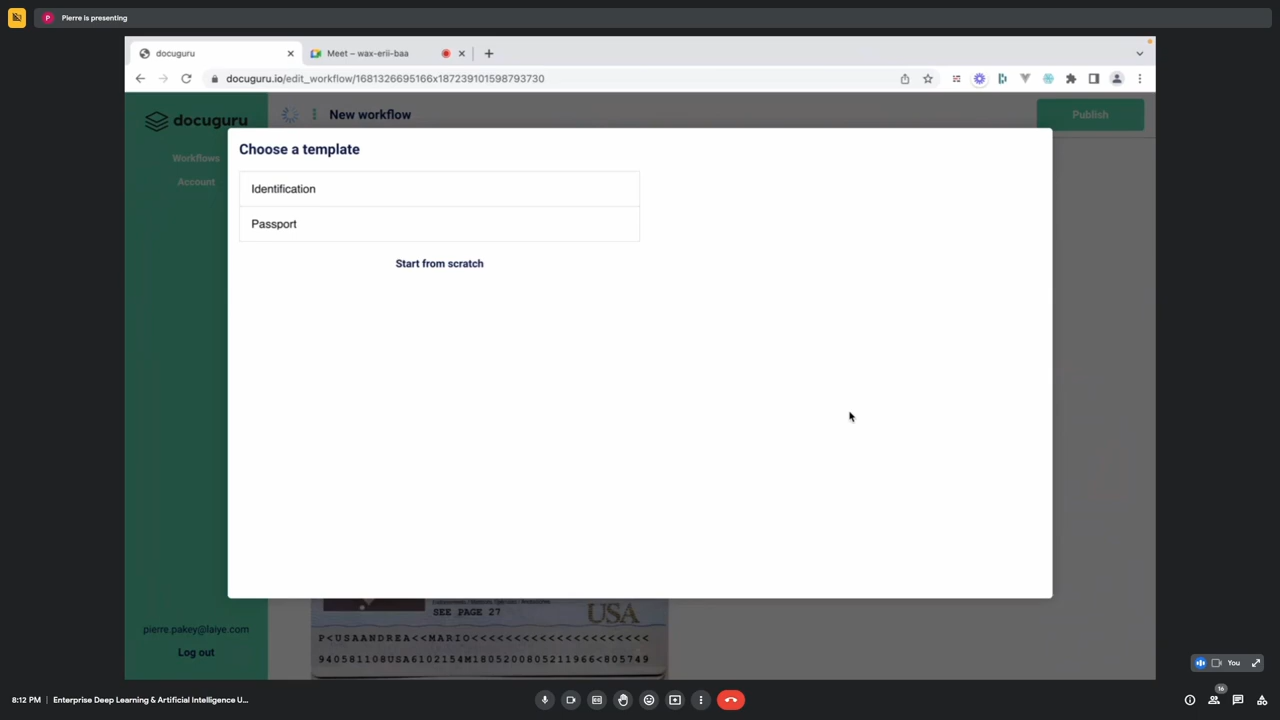 P Pierre is presenting
docuguru
Meet – wax-erii-baa
docuguru.io/edit_workflow/1681326695166x187239101598793730
docuguru
New workflow
Publish
Workflows
Account
Choose a template
Identification
Passport
Start from scratch
SEE PAGE 27
USA
P<USAANDREA<<MARIO<<<<<<<<<<<<<<<<<<<<
940581108USA6102154M1805200805211966<805749
pierre.pakey@laiye.com
Log out
You
8:12 PM | Enterprise Deep Learning & Artificial Intelligence U...
16